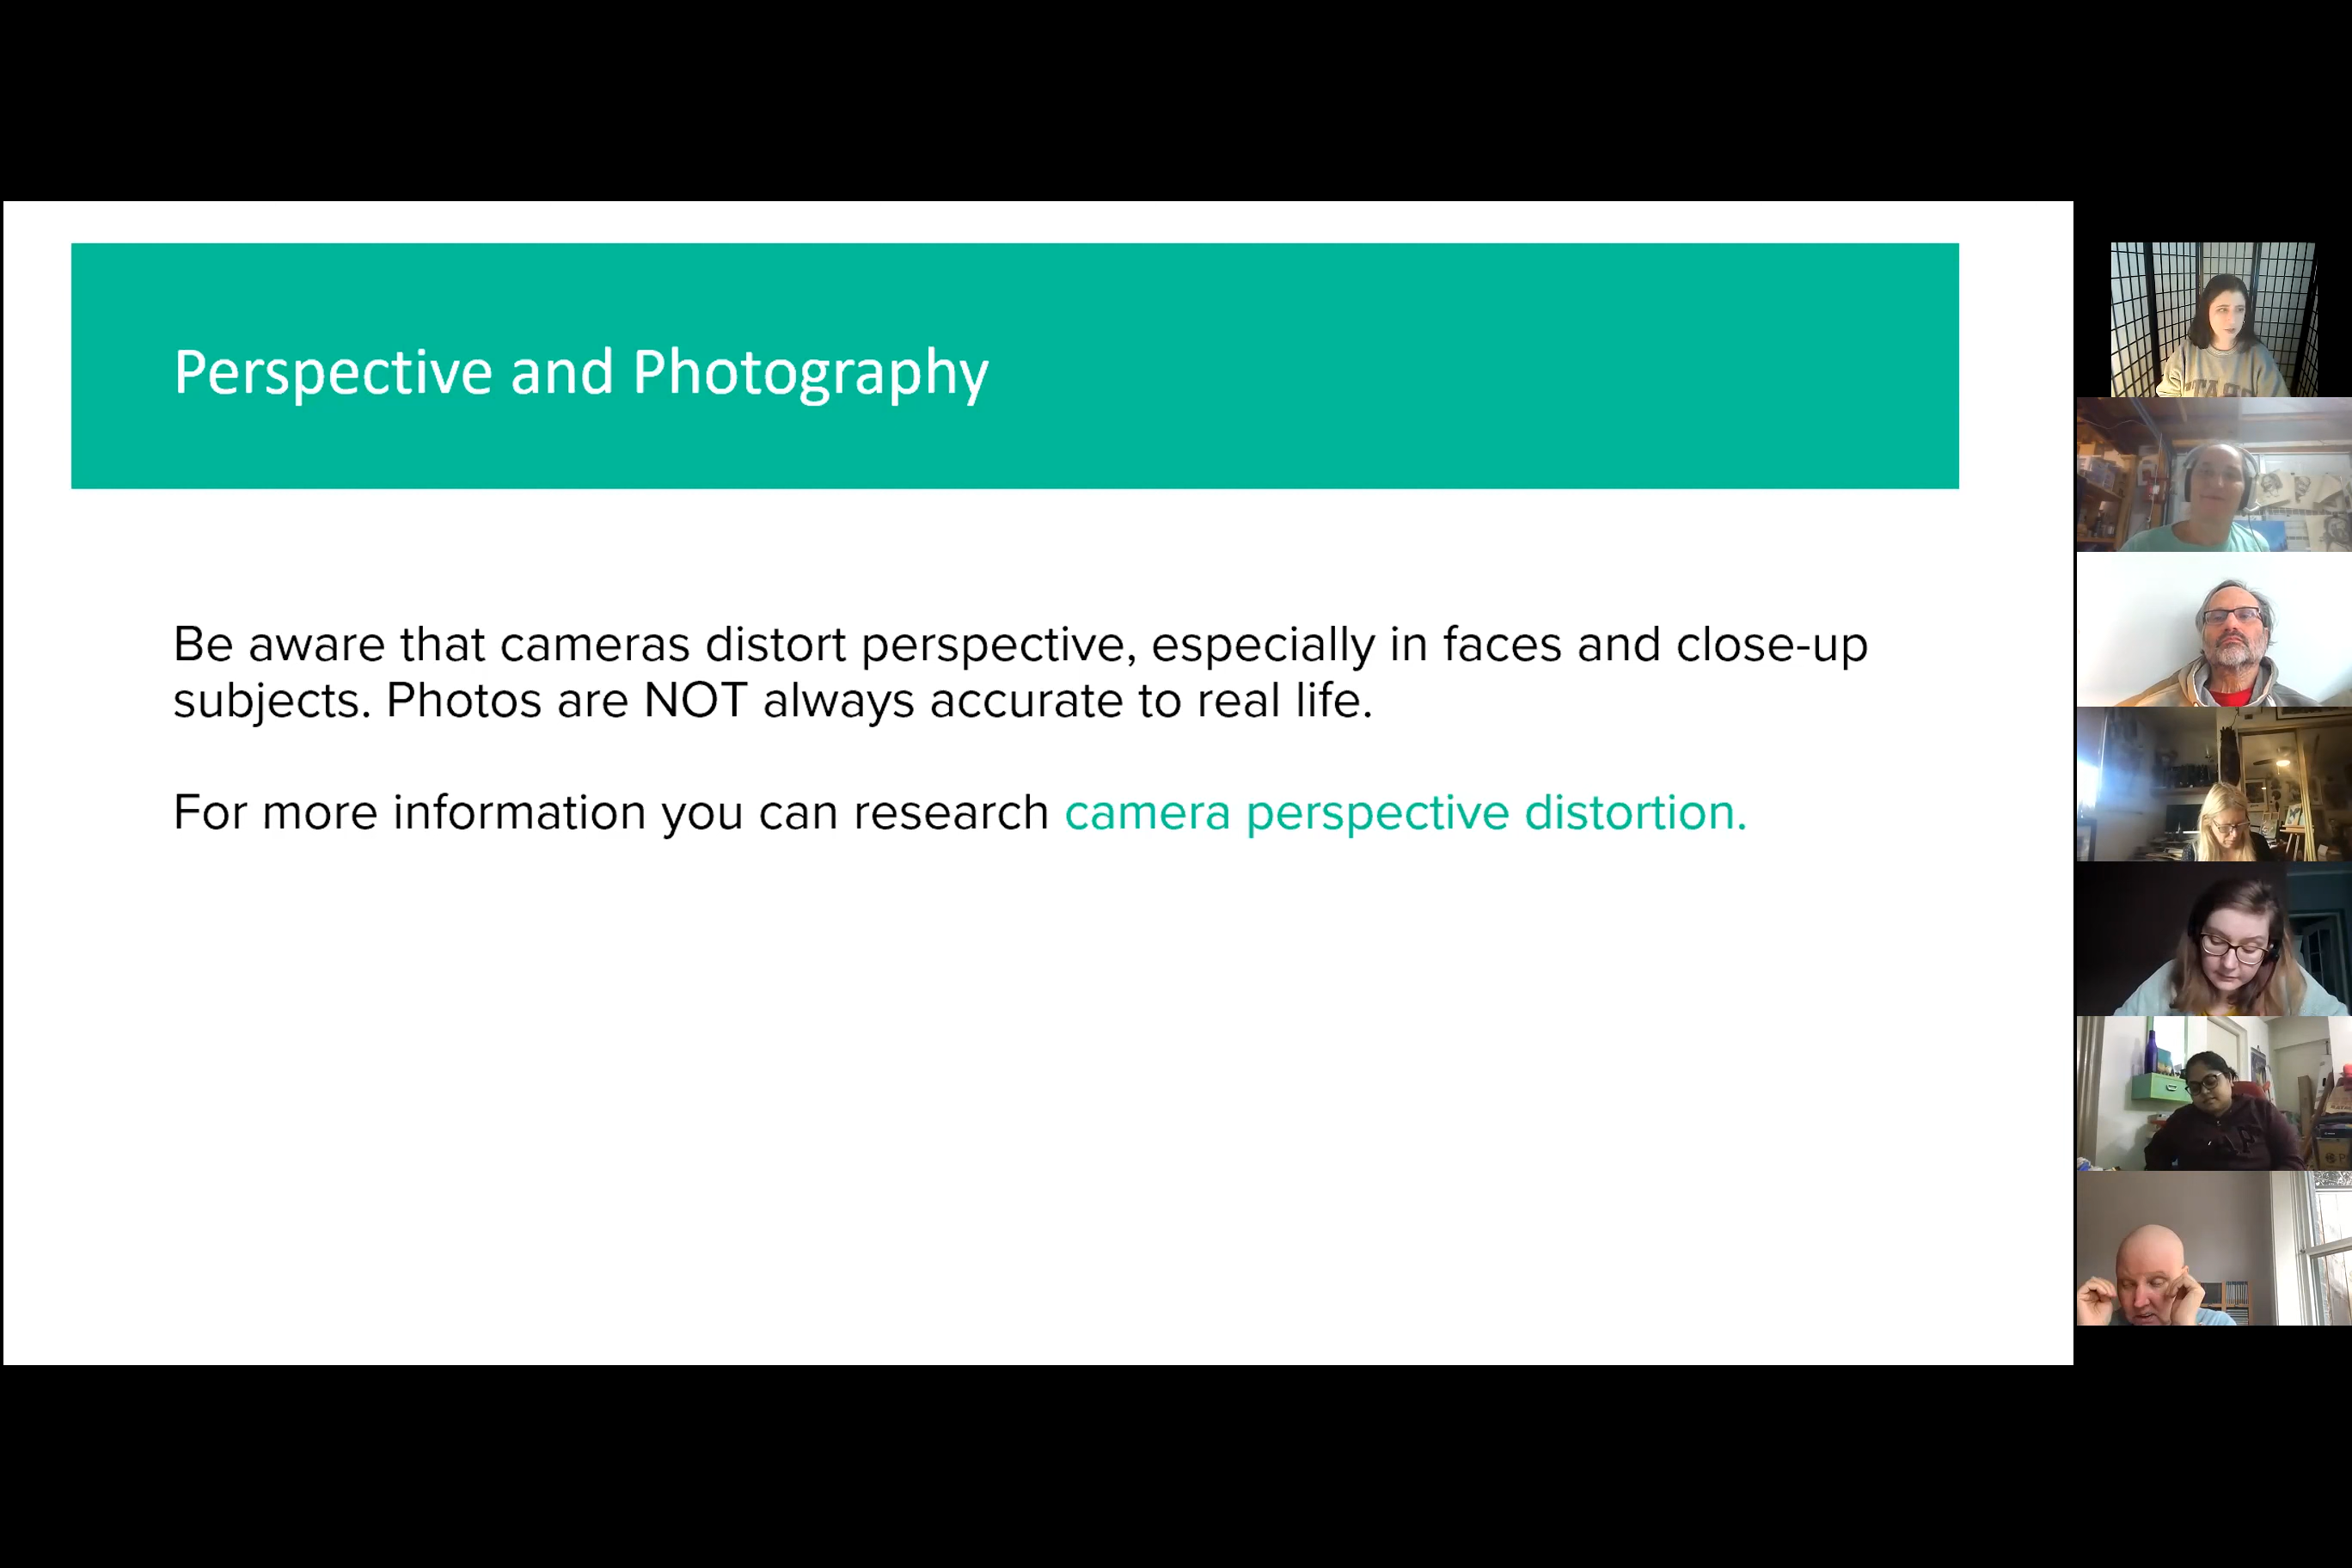 Perspective and Photography
Be aware that cameras distort perspective, especially in faces and close-up
subjects. Photos are NOT always accurate to real life.
For more information you can research camera perspective distortion.